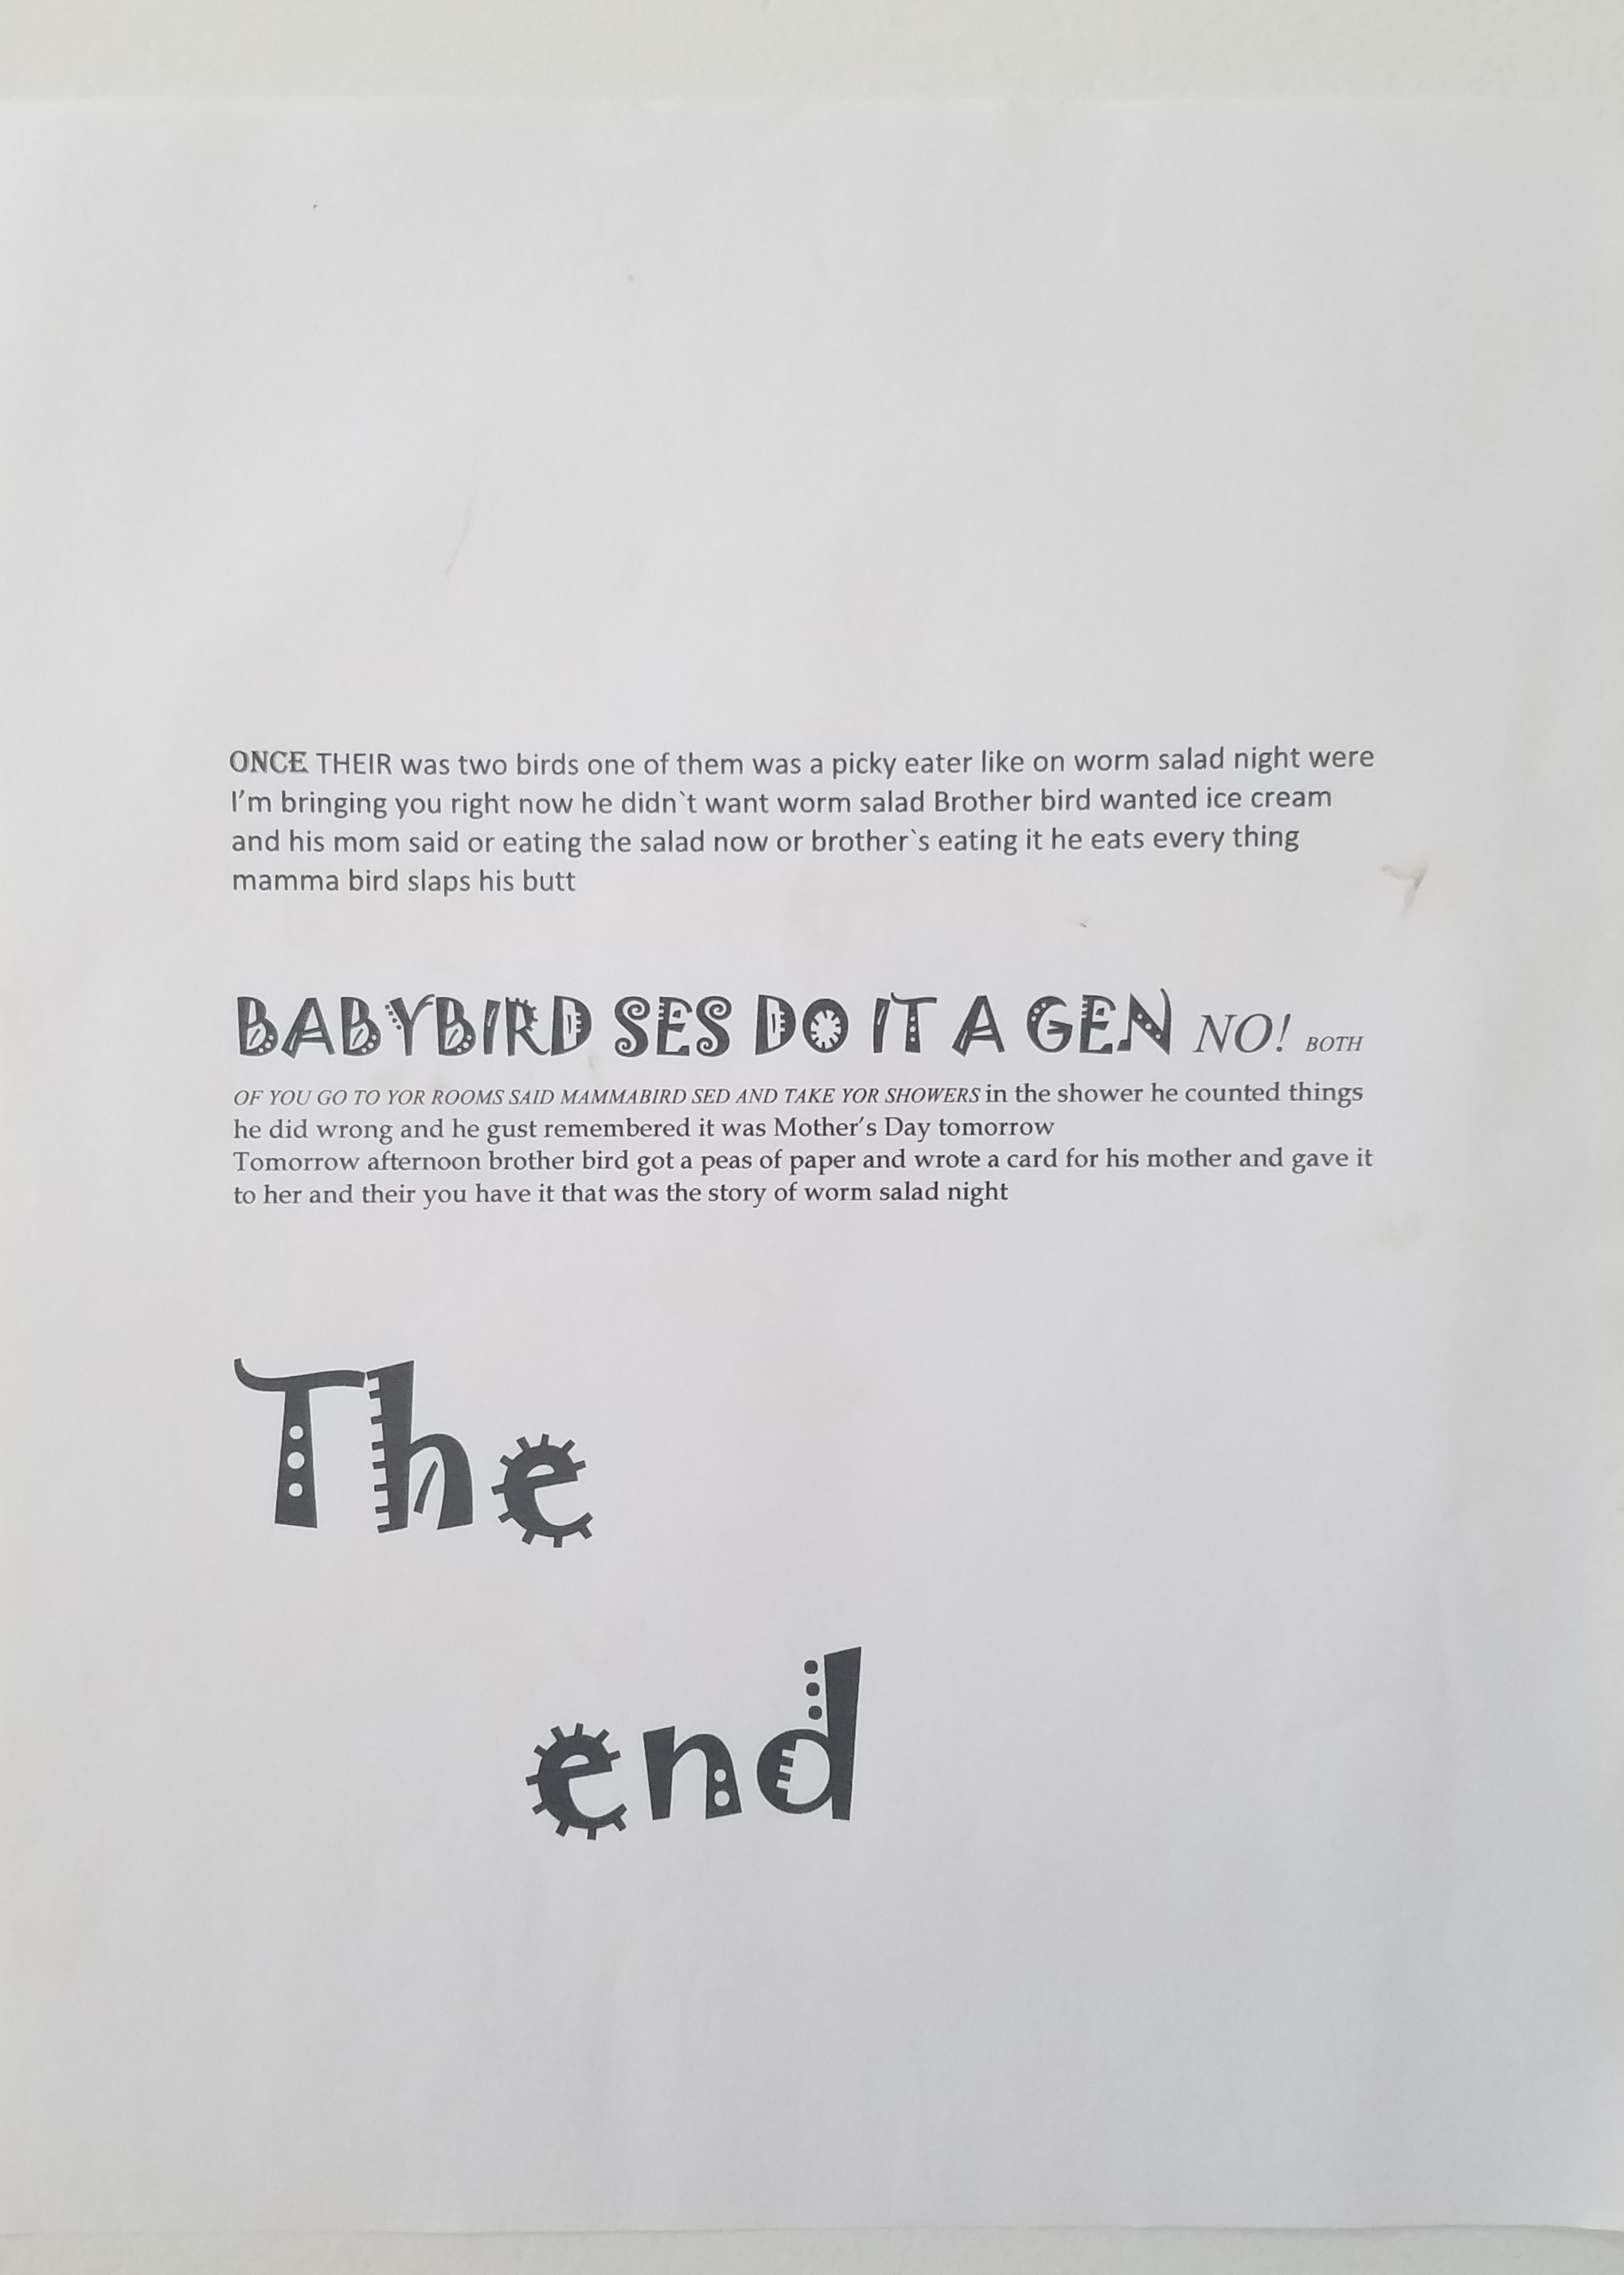 ONCE THEIR was two birds one of them was a picky eater like on worm salad night were
I'm bringing you right now he didn`t want worm salad Brother bird wanted ice cream
and his mom said or eating the salad now or brother`s eating it he eats every thing
mamma bird slaps his butt
BABYBIRD SES DO IT A GEN NO! BOTH
OF YOU GO TO YOR ROOMS SAID MAMMABIRD SED AND TAKE YOR SHOWERS in the shower he counted things
he did wrong and he gust remembered it was Mother's Day tomorrow
Tomorrow afternoon brother bird got a peas of paper and wrote a card for his mother and gave it
to her and their you have it that was the story of worm salad night
The
end